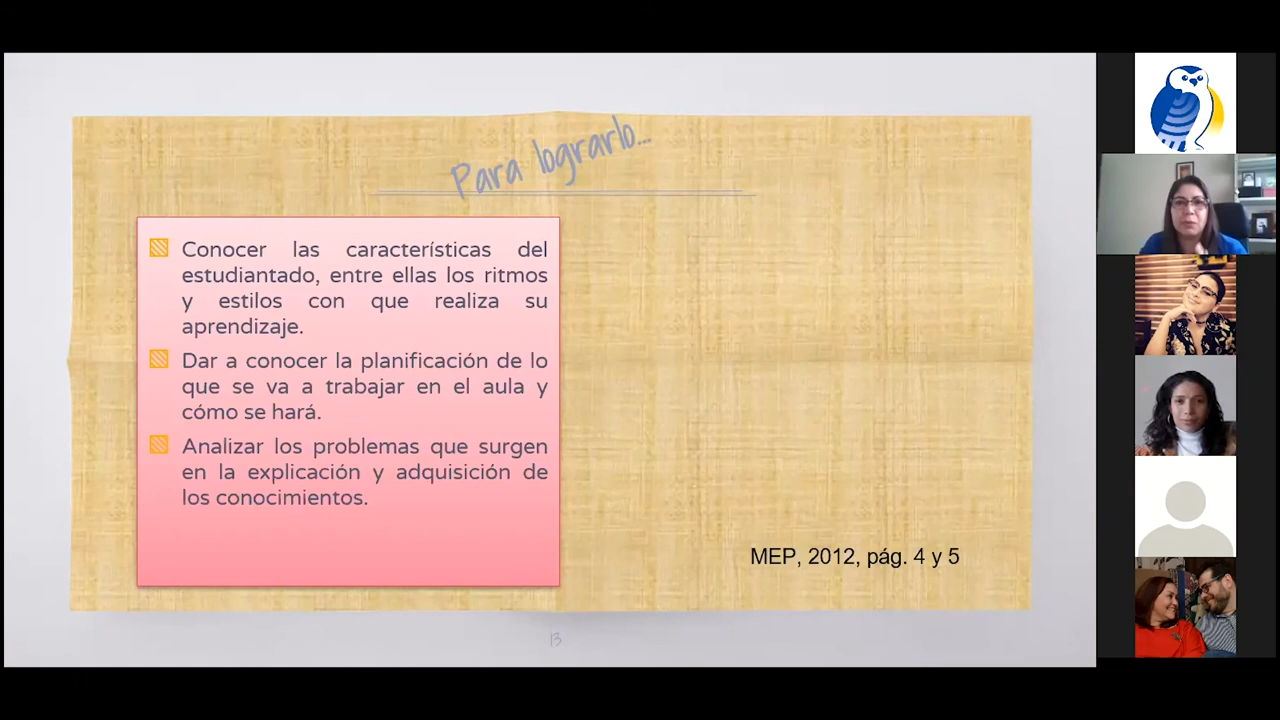 Para lograrlo...
Conocer las características del
estudiantado, entre ellas los ritmos
y estilos con que realiza su
aprendizaje.
Dar a conocer la planificación de lo
que se va a trabajar en el aula y
cómo se hará.
Analizar los problemas que surgen
en la explicación y adquisición de
los conocimientos.
MEP, 2012, pág. 4 y 5
13